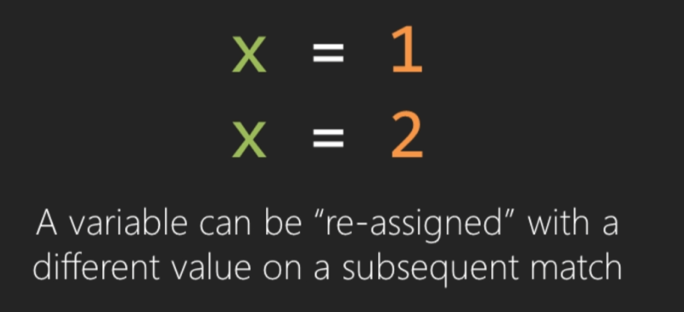 x = 1
x = 2
A variable can be “re-assigned” with a
different value on a subsequent match